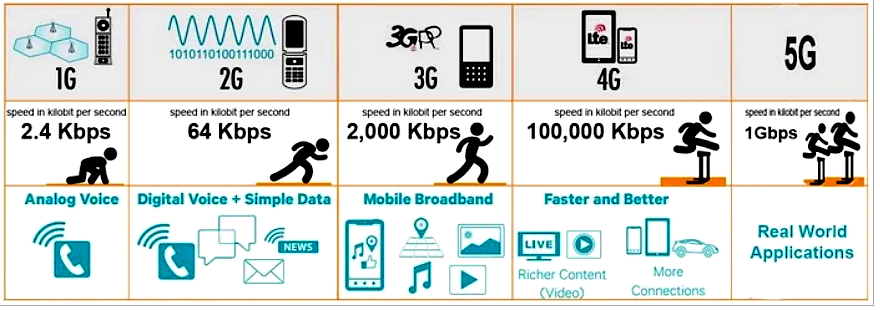 1G
1010110100111000
2G
3GPP
3G
lte
lte
4G
5G
speed in kilobit per second
2.4 Kbps
speed in kilobit per second
64 Kbps
speed in kilobit per second
2,000 Kbps
speed in kilobit per second
100,000 Kbps
speed in kilobit per second
1Gbps
Analog Voice
Digital Voice + Simple Data
NEWS
Mobile Broadband
Faster and Better
LIVE
Richer Content
(Video)
More
Connections
Real World
Applications